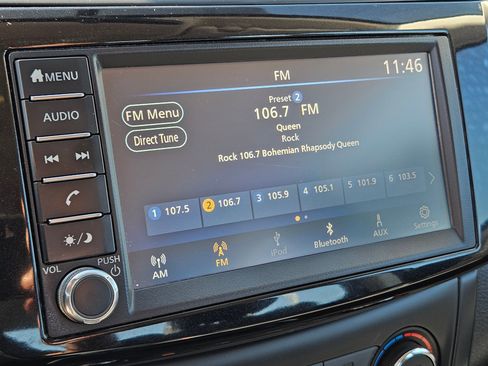 FM
11:46
MENU
AUDIO
VOL
PUSH
FM Menu
Direct Tune
Preset 2
106.7 FM
Queen
Rock
Rock 106.7 Bohemian Rhapsody Queen
1 107.5 2 106.7 3 105.9 4 105.1 5 101.9 6 103.5
AM FM iPod Bluetooth AUX Settings